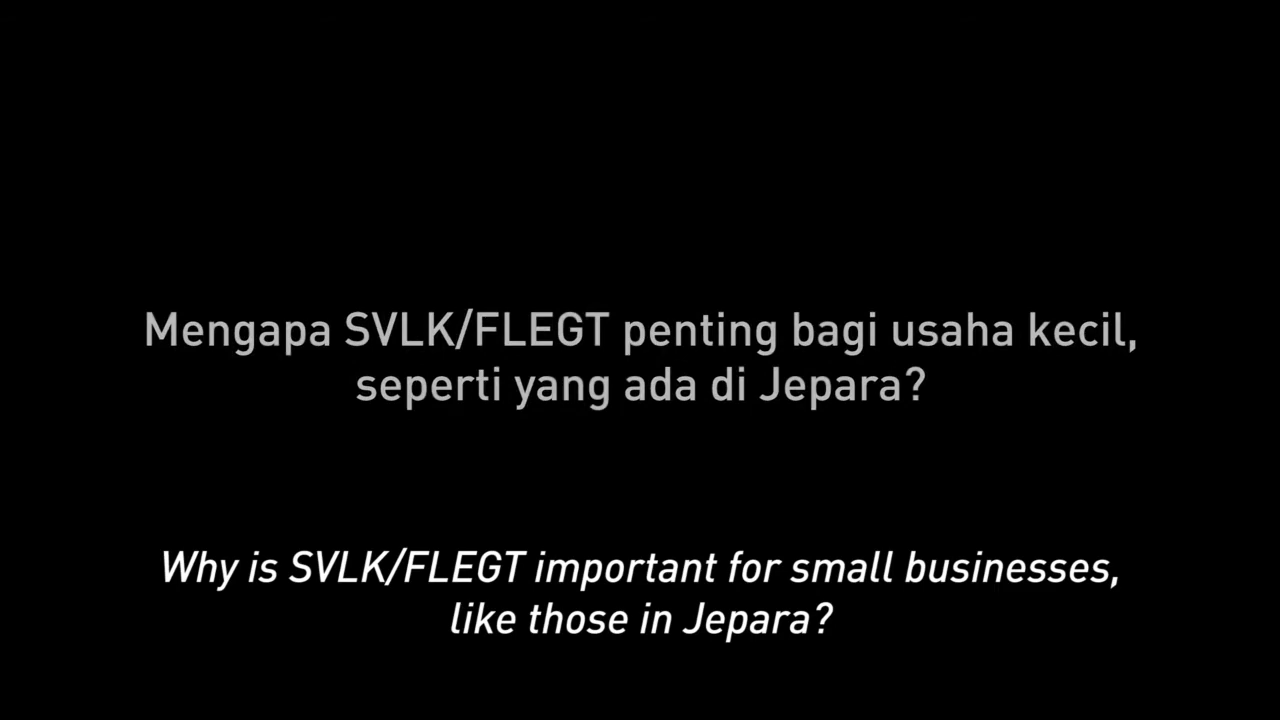 Mengapa SVLK/FLEGT penting bagi usaha kecil,
seperti yang ada di Jepara?
Why is SVLK/FLEGT important for small businesses,
like those in Jepara?